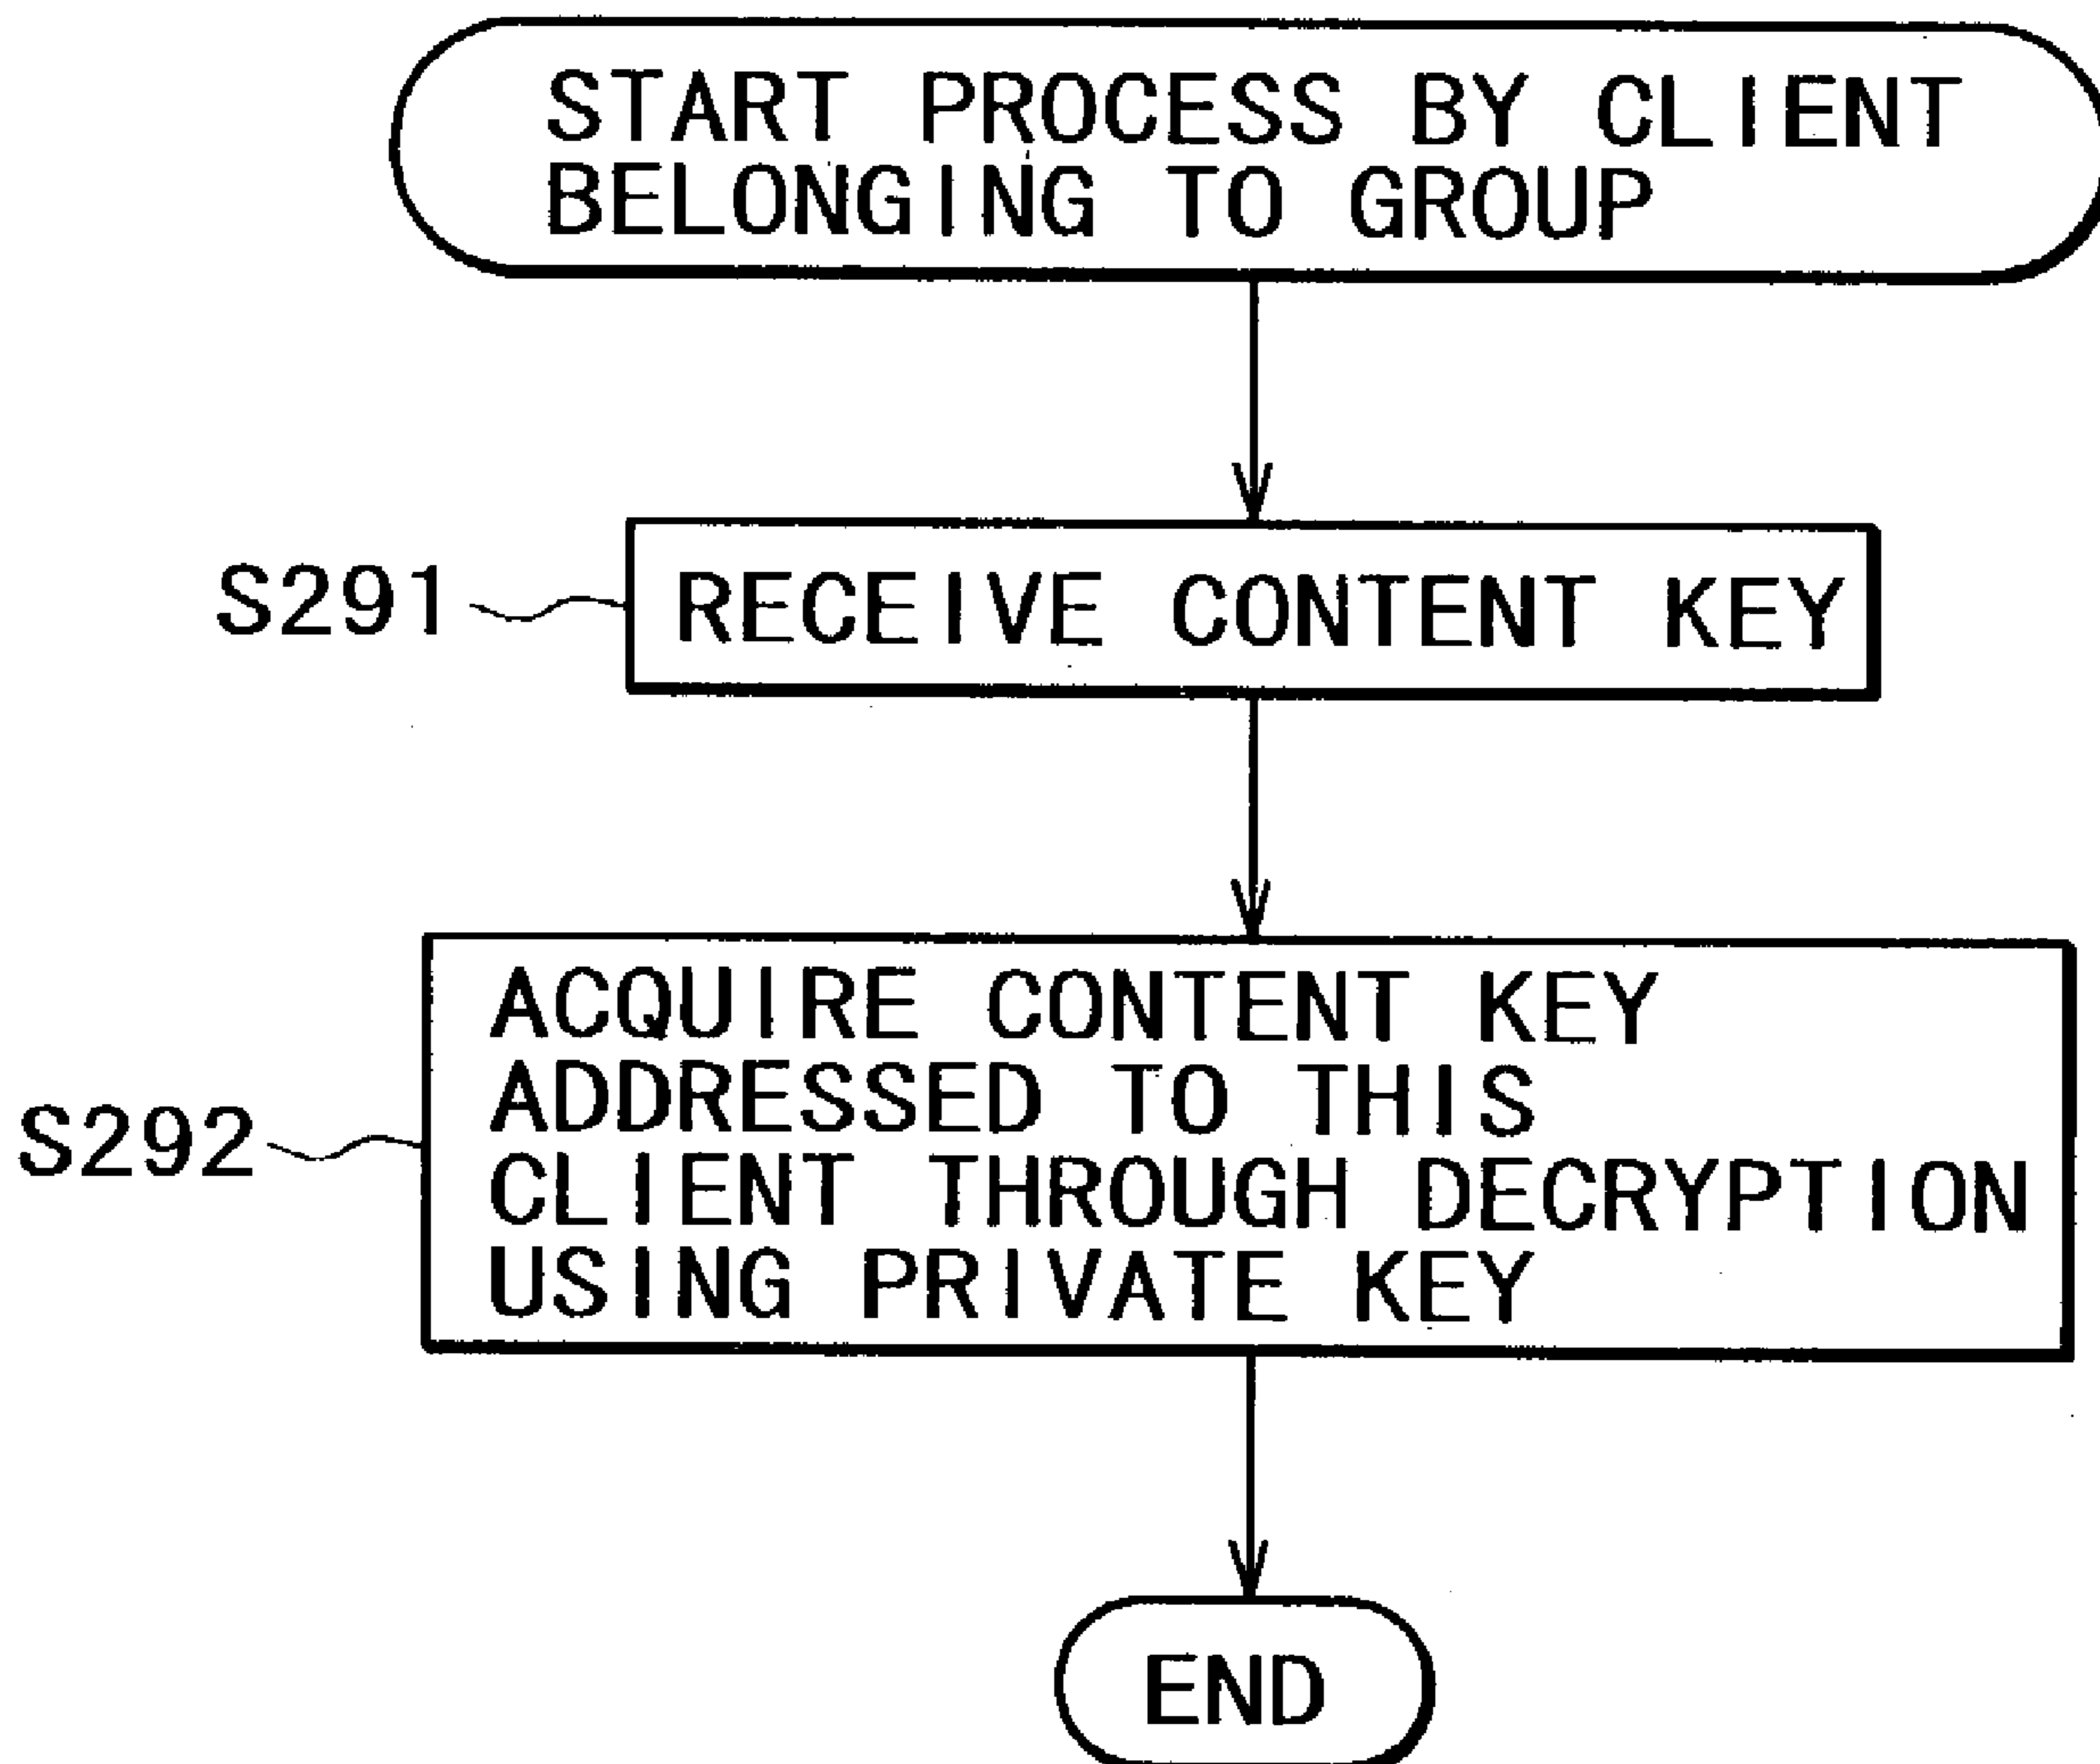 START PROCESS BY CLIENT
BELONGING TO GROUP
S291
RECEIVE CONTENT KEY
S292
ACQUIRE CONTENT KEY
ADDRESSED TO THIS
CLIENT THROUGH DECRYPTION
USING PRIVATE KEY
END